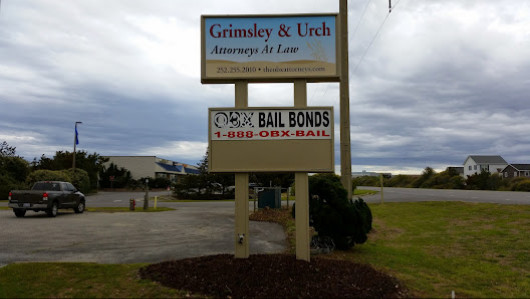 Grimsley & Urch
Attorneys At Law
OBX BAIL BONDS
1-888-OBX-BAIL